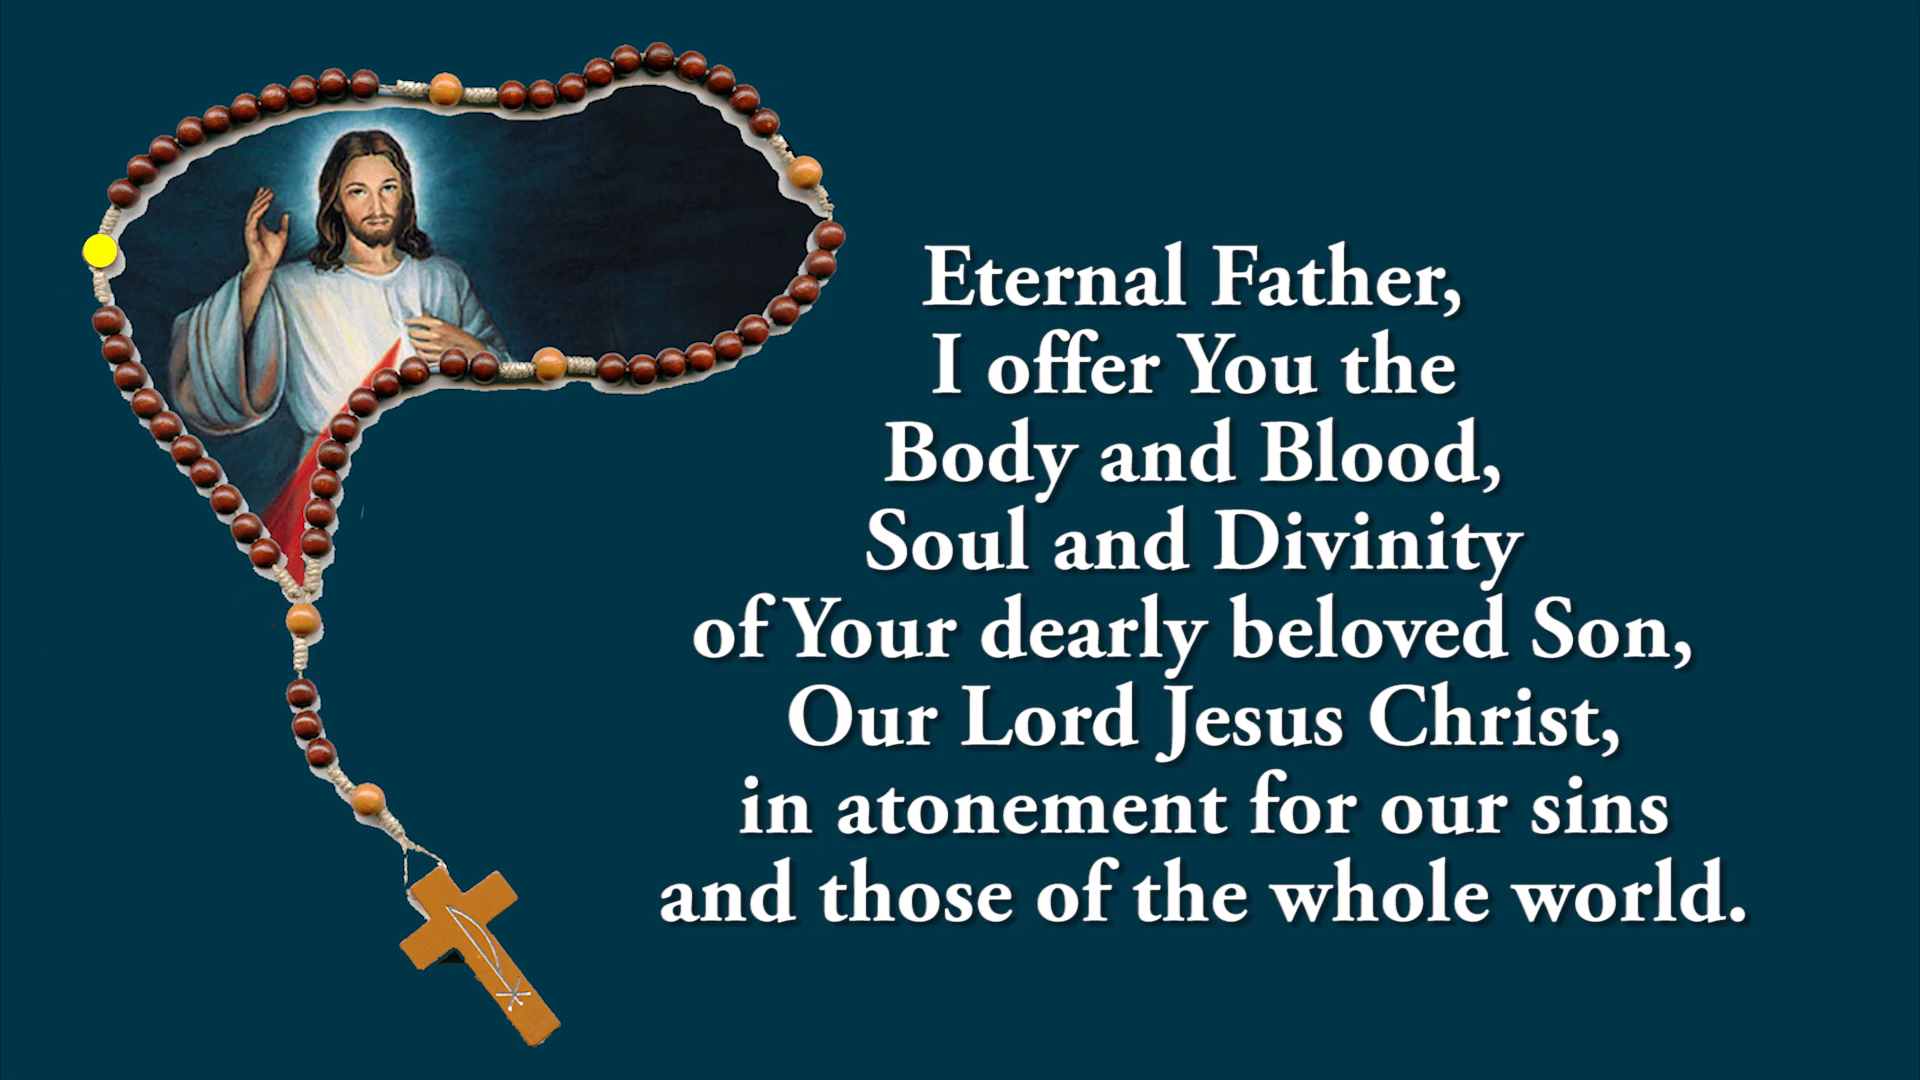 Eternal Father,
I offer You the
Body and Blood,
Soul and Divinity
of Your dearly beloved Son,
Our Lord Jesus Christ,
in atonement for our sins
and those of the whole world.